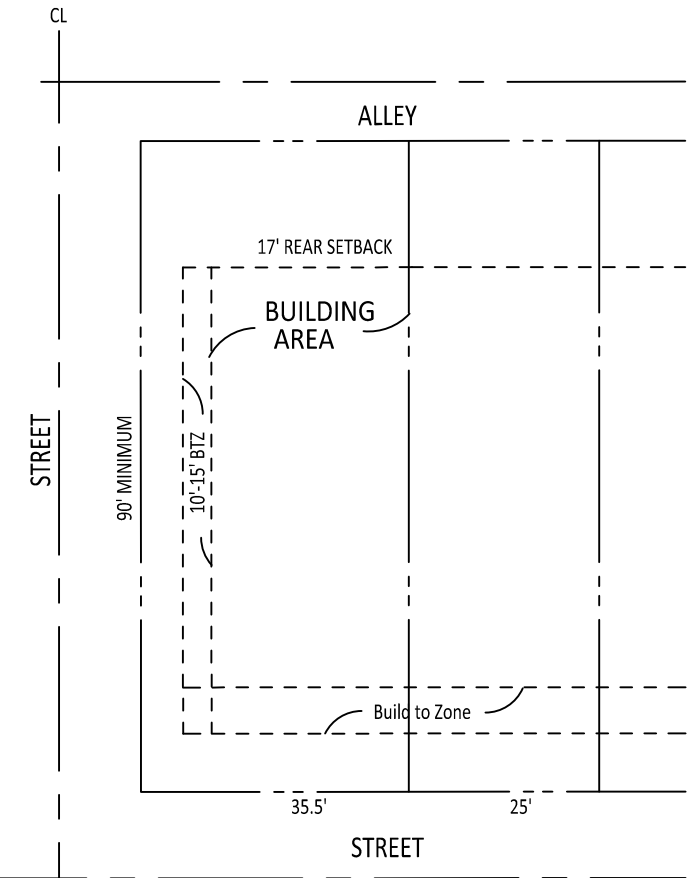 CL
ALLEY
17' REAR SETBACK
BUILDING
AREA
STREET
90' MINIMUM
10'-15' BTZ
Build to Zone
35.5'
25'
STREET